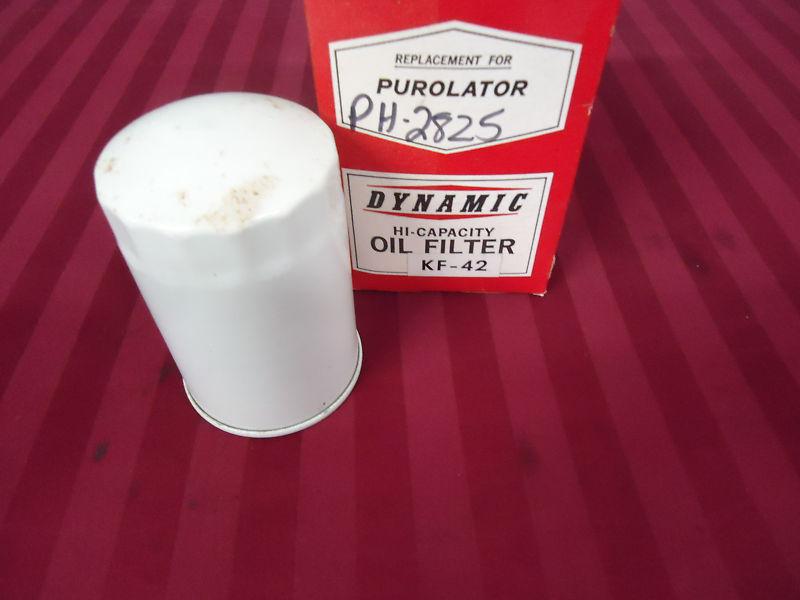 REPLACEMENT FOR
PUROLATOR
PH-2825
DYNAMIC
HI-CAPACITY
OIL FILTER
KF-42